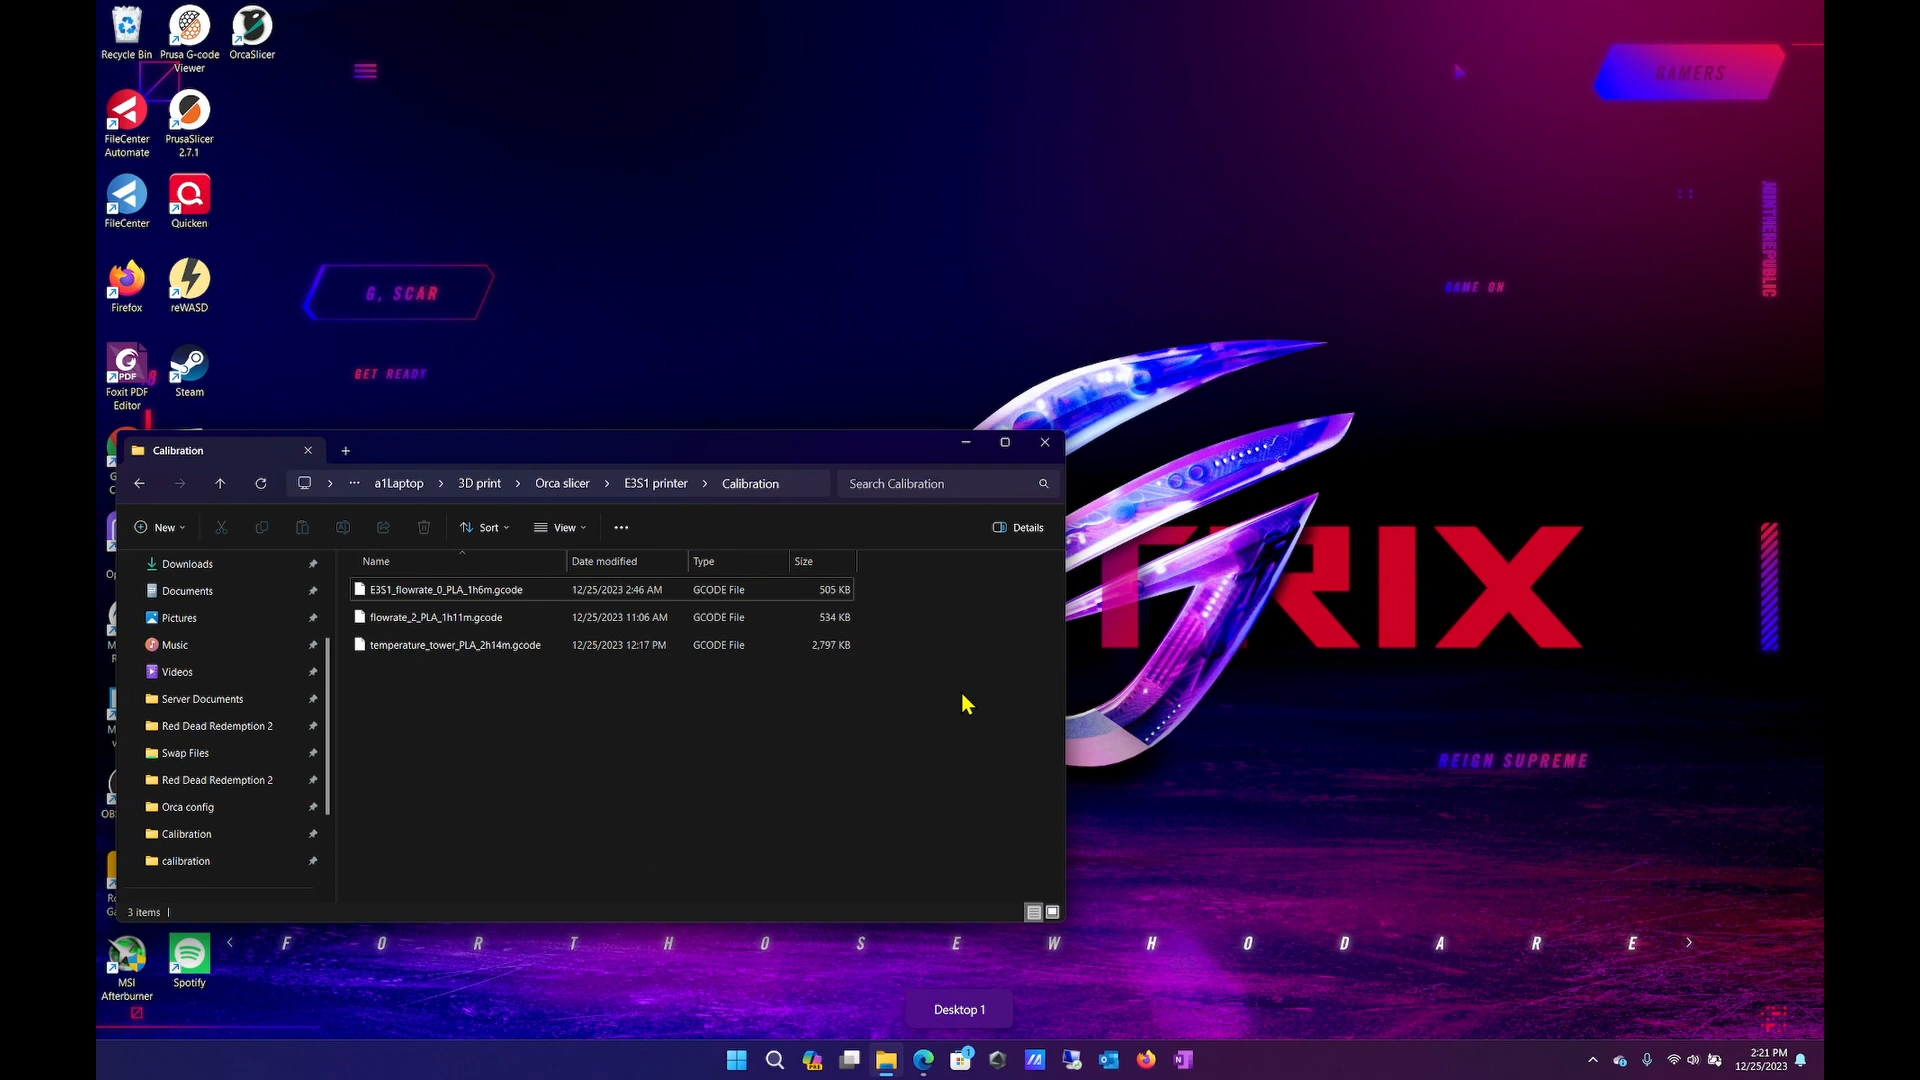 Recycle Bin
Prusa G-code
Viewer
OrcaSlicer
FileCenter
Automate
PrusaSlicer
2.7.1
FileCenter
Quicken
Firefox
reWASD
Foxit PDF
Editor
Steam
MSI
Afterburner
Spotify
GAMERS
JOINTHEREPUBLIC
G, SCAR
GAME ON
GET READY
TRIX
REIGN SUPREME
F O R T H O S E W H O D A R E
Calibration
a1Laptop
3D print
Orca slicer
E3S1 printer
Calibration
Search Calibration
New
Sort
View
Details
Downloads
Documents
Pictures
Music
Videos
Server Documents
Red Dead Redemption 2
Swap Files
Red Dead Redemption 2
Orca config
Calibration
calibration
Name Date modified Type Size
E3S1_flowrate_0_PLA_1h6m.gcode 12/25/2023 2:46 AM GCODE File 505 KB
flowrate_2_PLA_1h11m.gcode 12/25/2023 11:06 AM GCODE File 534 KB
temperature_tower_PLA_2h14m.gcode 12/25/2023 12:17 PM GCODE File 2,797 KB
3 items
Desktop 1
2:21 PM
12/25/2023